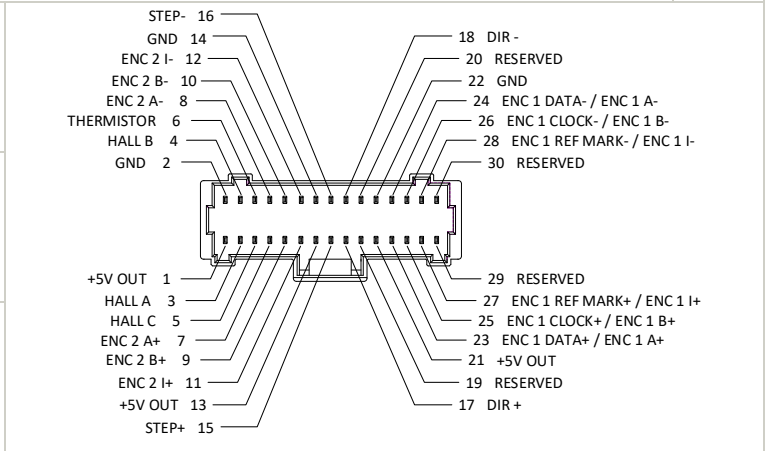 STEP- 16
GND 14
ENC 2 I- 12
ENC 2 B- 10
ENC 2 A- 8
THERMISTOR 6
HALL B 4
GND 2
18 DIR -
20 RESERVED
22 GND
24 ENC 1 DATA- / ENC 1 A-
26 ENC 1 CLOCK- / ENC 1 B-
28 ENC 1 REF MARK- / ENC 1 I-
30 RESERVED
+5V OUT 1
HALL A 3
HALL C 5
ENC 2 A+ 7
ENC 2 B+ 9
ENC 2 I+ 11
+5V OUT 13
STEP+ 15
29 RESERVED
27 ENC 1 REF MARK+ / ENC 1 I+
25 ENC 1 CLOCK+ / ENC 1 B+
23 ENC 1 DATA+ / ENC 1 A+
21 +5V OUT
19 RESERVED
17 DIR +